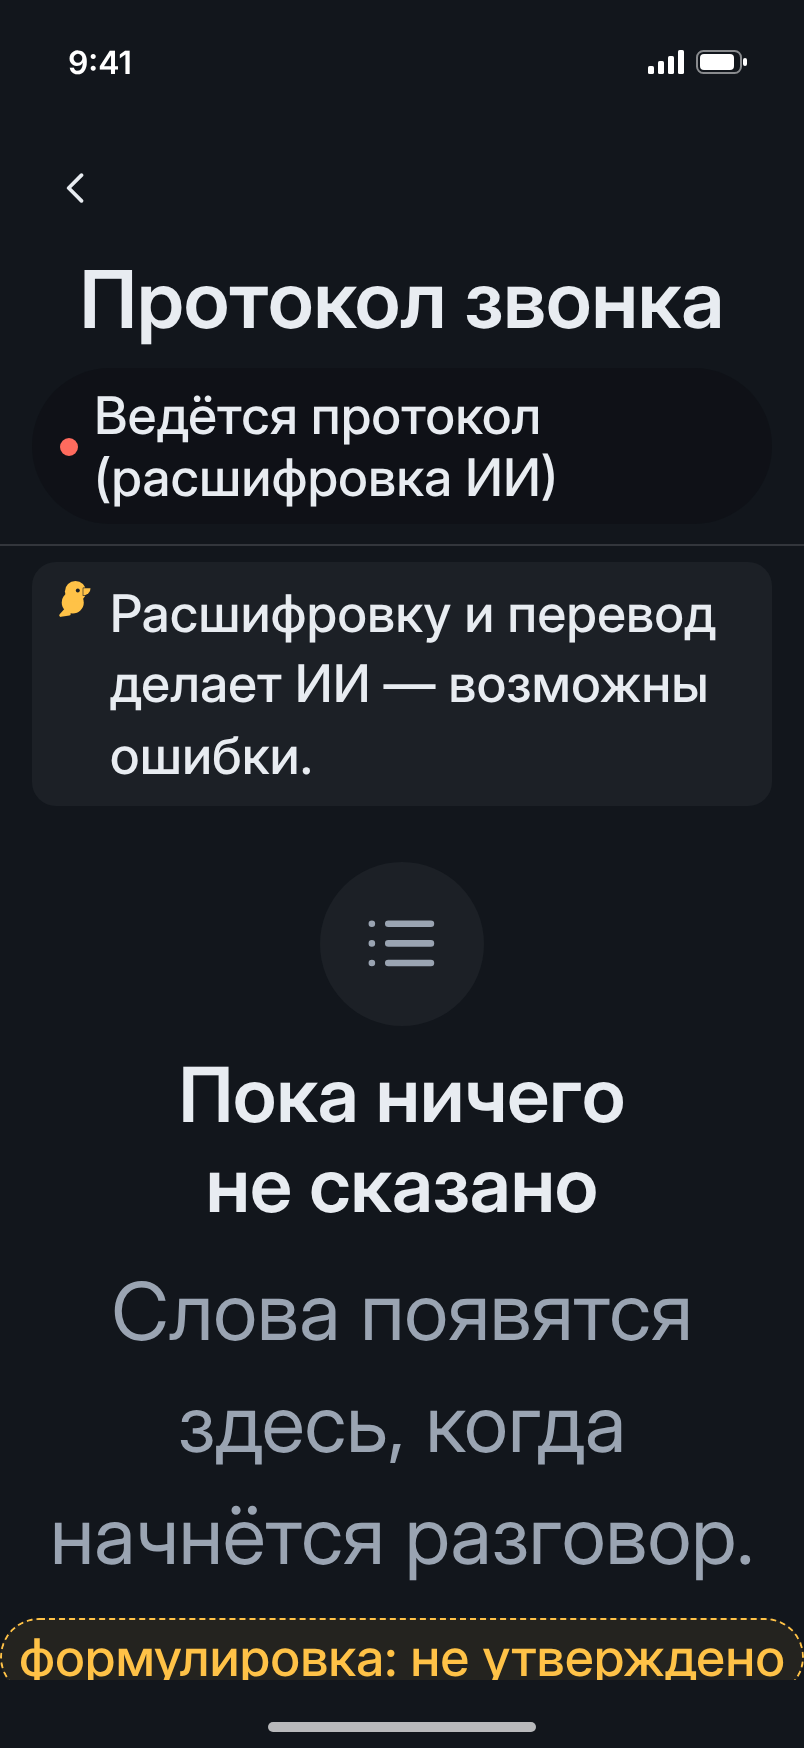 9:41
Протокол звонка
Ведётся протокол
(расшифровка ИИ)
Расшифровку и перевод
делает ИИ — возможны
ошибки.
Пока ничего
не сказано
Слова появятся
здесь, когда
начнётся разговор.
формулировка: не утверждено